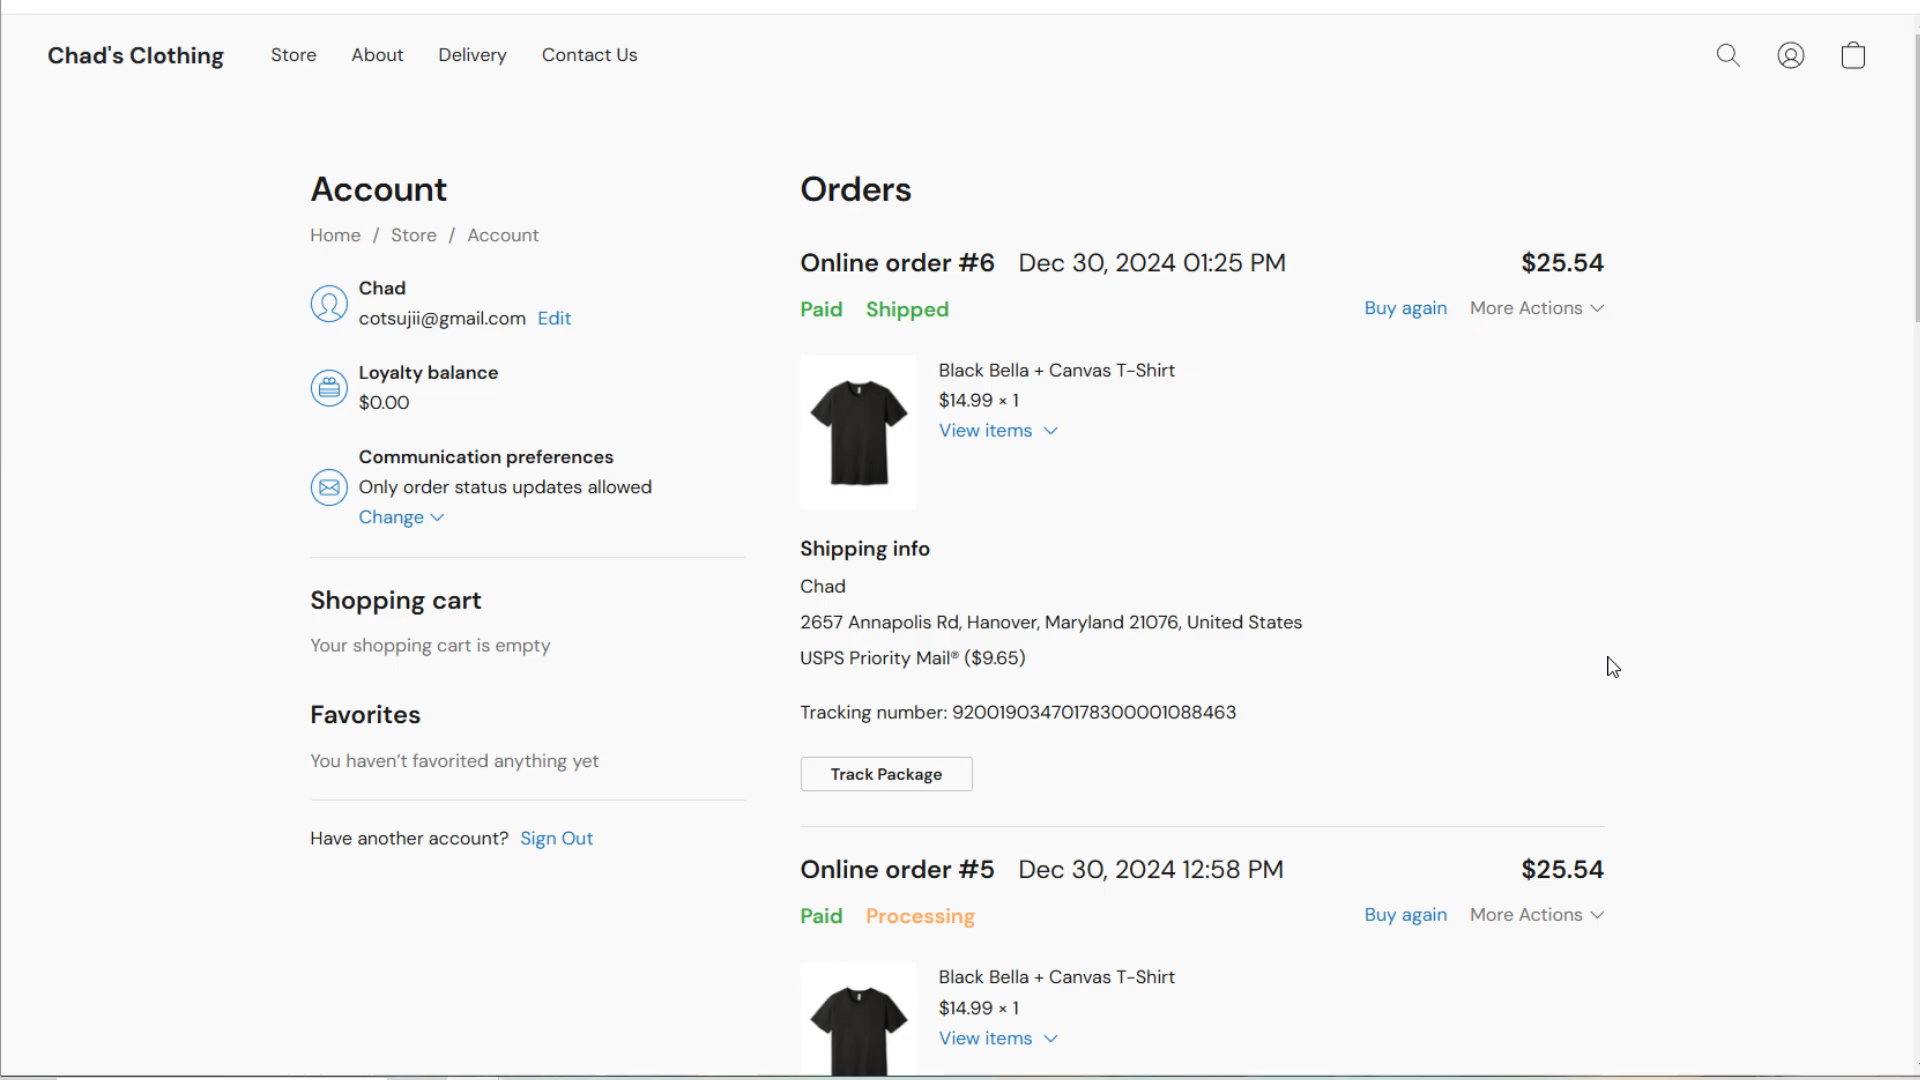 Chad's Clothing Store About Delivery Contact Us
Account
Home / Store / Account
Chad
cotsujii@gmail.com Edit
Loyalty balance
$0.00
Communication preferences
Only order status updates allowed
Change
Shopping cart
Your shopping cart is empty
Favorites
You haven’t favorited anything yet
Have another account? Sign Out
Orders
Online order #6 Dec 30, 2024 01:25 PM $25.54
Paid Shipped Buy again More Actions
Black Bella + Canvas T-Shirt
$14.99 × 1
View items
Shipping info
Chad
2657 Annapolis Rd, Hanover, Maryland 21076, United States
USPS Priority Mail® ($9.65)
Tracking number: 92001903470178300001088463
Track Package
Online order #5 Dec 30, 2024 12:58 PM $25.54
Paid Processing Buy again More Actions
Black Bella + Canvas T-Shirt
$14.99 × 1
View items